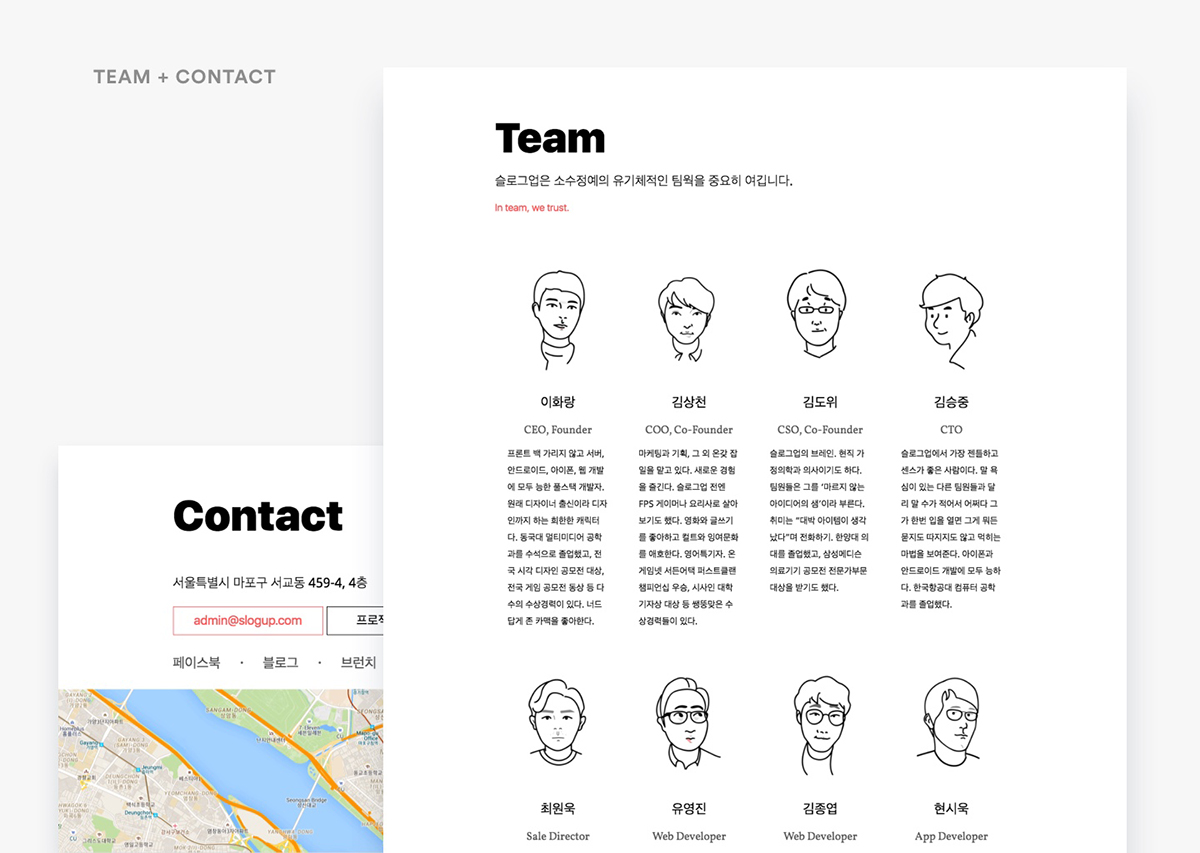 TEAM + CONTACT
Team
슬로그업은 소수정예의 유기체적인 팀웍을 중요히 여깁니다.
In team, we trust.
이화랑
CEO, Founder
프론트 백 가리지 않고 서버,
안드로이드, 아이폰, 웹 개발
에 모두 능한 풀스택 개발자.
원래 디자이너 출신이라 디자
인까지 하는 희한한 캐릭터
다. 동국대 멀티미디어 공학
과를 수석으로 졸업했고, 전
국 시각 디자인 공모전 대상,
전국 게임 공모전 동상 등 다
수의 수상경력이 있다. 너드
답게 존 카맥을 좋아한다.
김상천
COO, Co-Founder
마케팅과 기획, 그 외 온갖 잡
일을 맡고 있다. 새로운 경험
을 즐긴다. 슬로그업 전엔
FPS 게이머나 요리사로 살아
보기도 했다. 영화와 글쓰기
를 좋아하고 컬트와 잉여문화
를 애호한다. 영어특기자. 온
게임넷 서든어택 퍼스트클랜
챔피언십 우승, 시사인 대학
기자상 대상 등 쌩뚱맞은 수
상경력들이 있다.
김도위
CSO, Co-Founder
슬로그업의 브레인. 현직 가
정의학과 의사이기도 하다.
팀원들은 그를 ‘마르지 않는
아이디어의 샘’이라 부른다.
취미는 “대박 아이템이 생각
났다”며 전화하기. 한양대 의
대를 졸업했고, 삼성메디슨
의료기기 공모전 전문가부문
대상을 받기도 했다.
김승중
CTO
슬로그업에서 가장 젠틀하고
센스가 좋은 사람이다. 말 욕
심이 있는 다른 팀원들과 달
리 말 수가 적어서 어쩌다 그
가 한번 입을 열면 그게 뭐든
묻지도 따지지도 않고 먹히는
마법을 보여준다. 아이폰과
안드로이드 개발에 모두 능하
다. 한국항공대 컴퓨터 공학
과를 졸업했다.
최원욱
Sale Director
유영진
Web Developer
김종엽
Web Developer
현시욱
App Developer
Contact
서울특별시 마포구 서교동 459-4, 4층
admin@slogup.com
페이스북 · 블로그 · 브런치
SANGAM-DONG
상암동
Seongsan Bridge
성산대교
YEOMCHANG-DONG